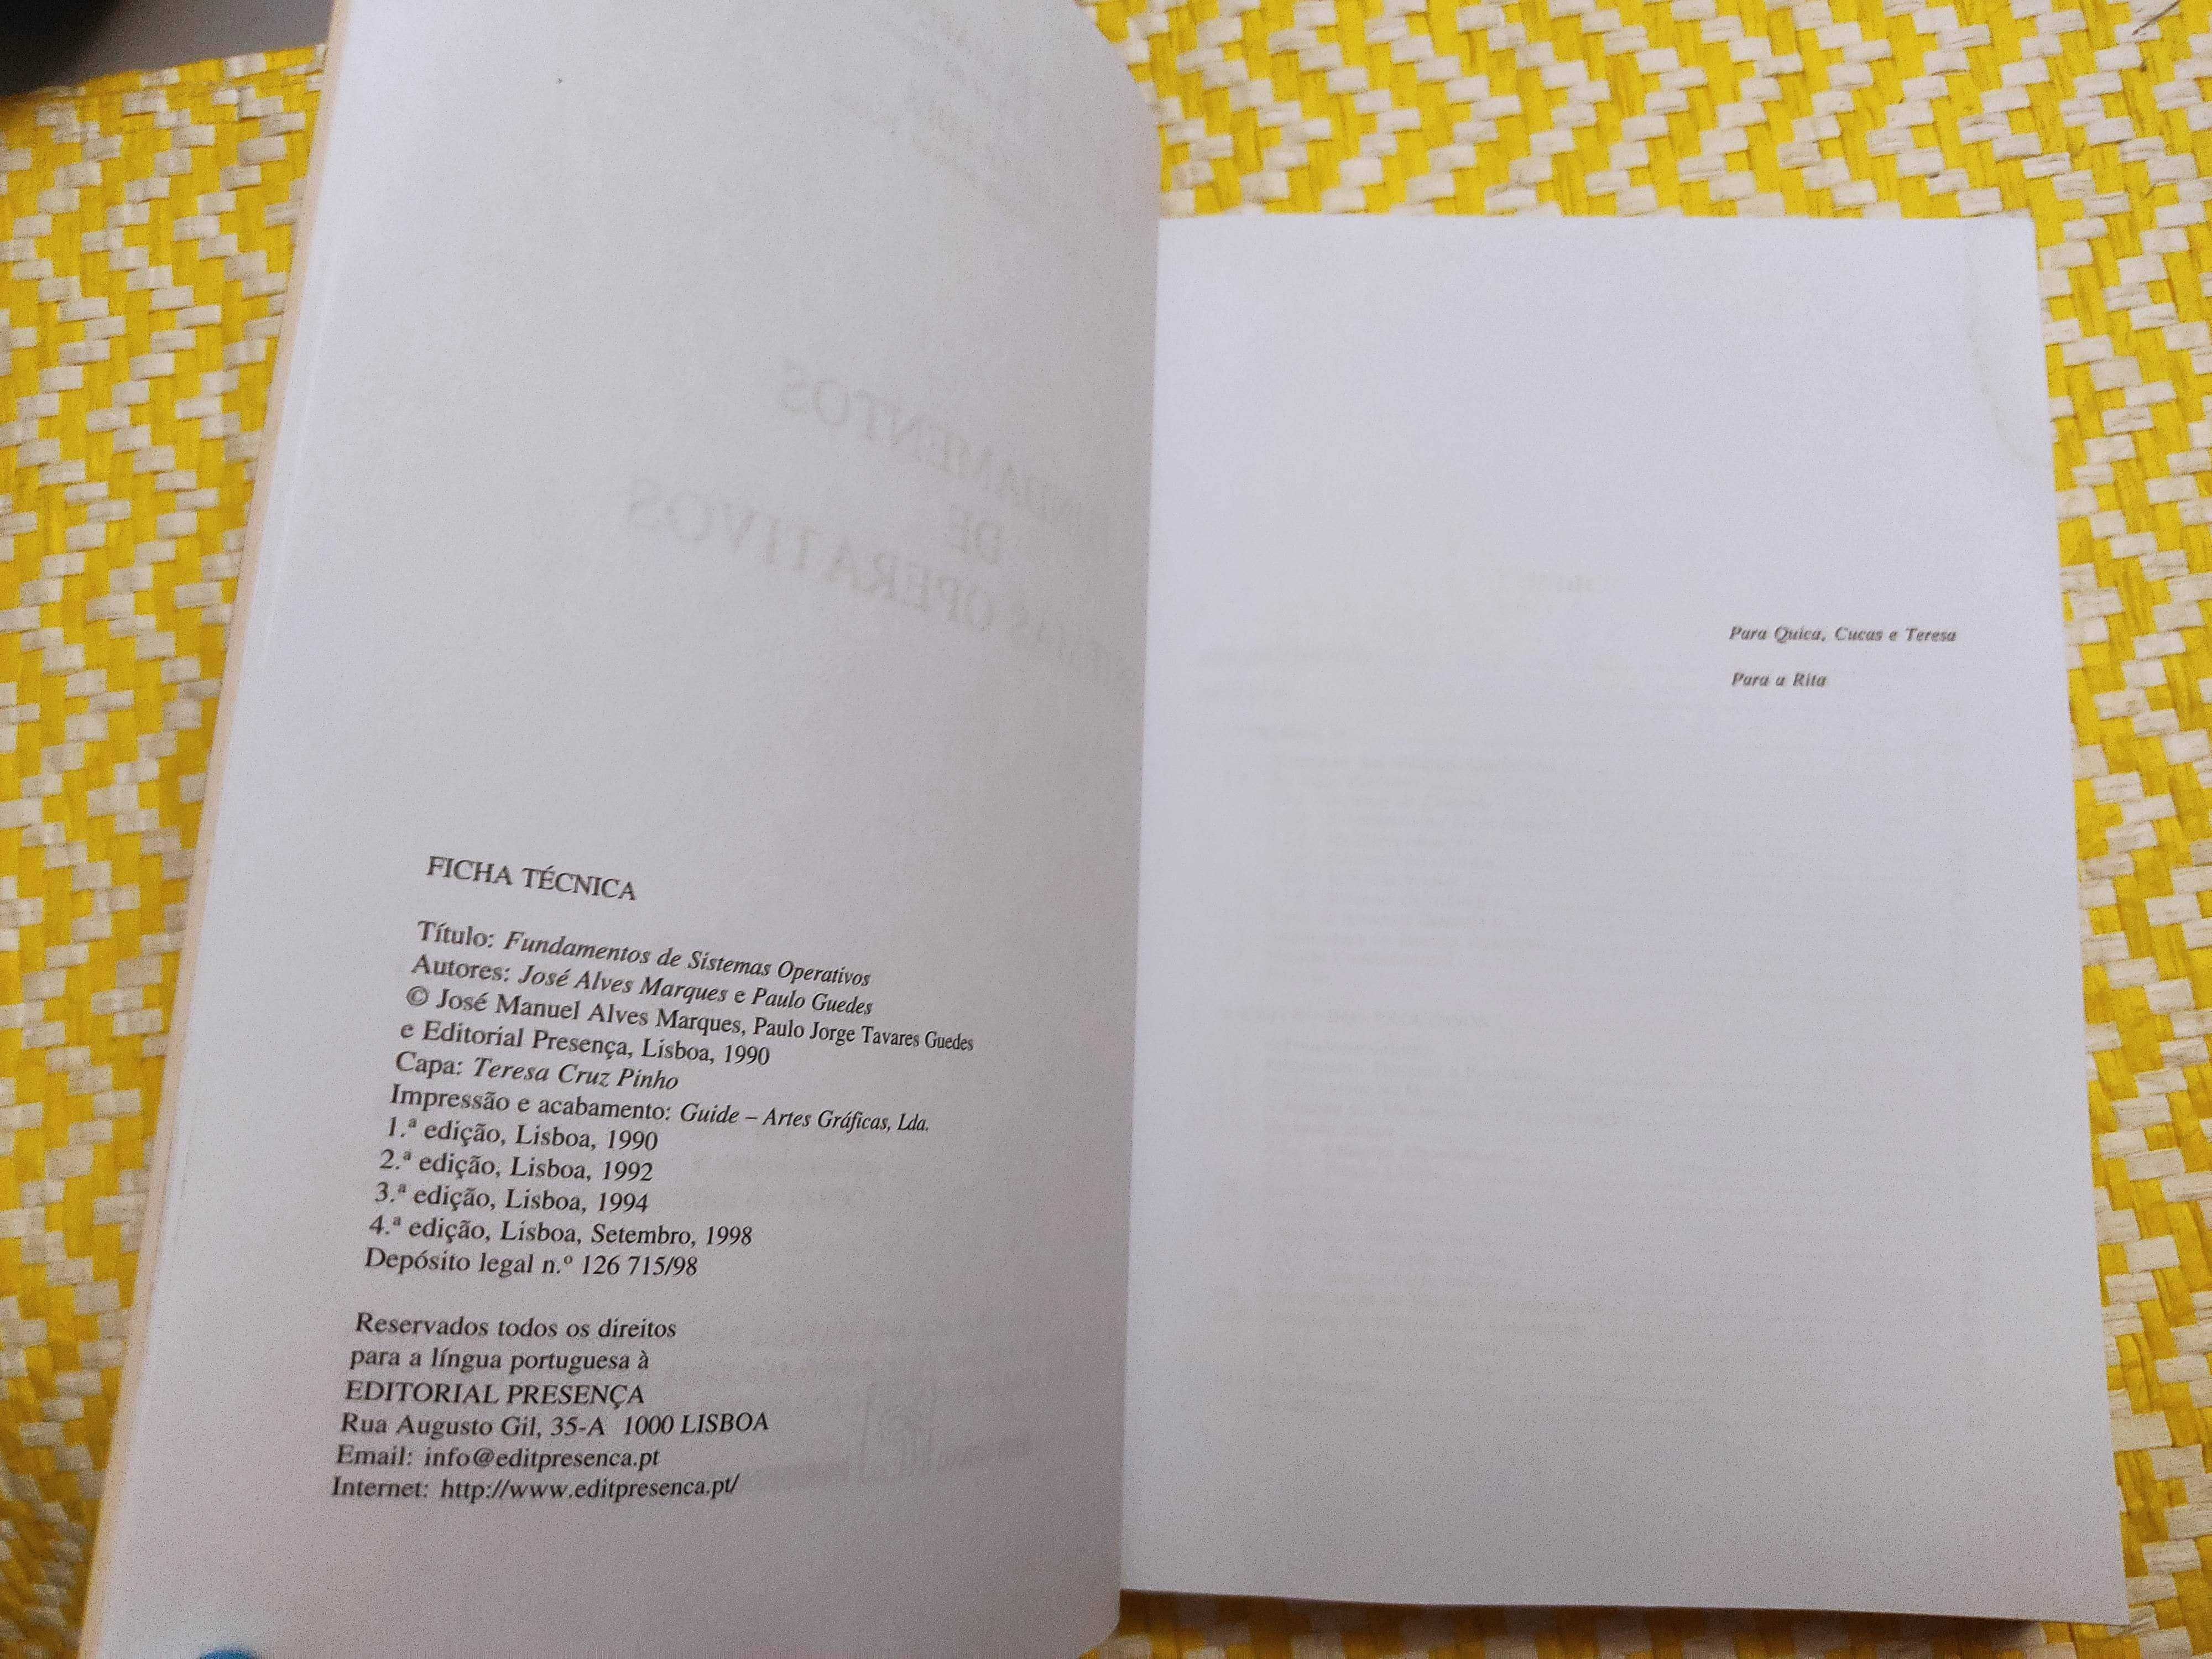 FICHA TÉCNICA
Título: Fundamentos de Sistemas Operativos
Autores: José Alves Marques e Paulo Guedes
© José Manuel Alves Marques, Paulo Jorge Tavares Guedes
e Editorial Presença, Lisboa, 1990
Capa: Teresa Cruz Pinho
Impressão e acabamento: Guide – Artes Gráficas, Lda.
1.ª edição, Lisboa, 1990
2.ª edição, Lisboa, 1992
3.ª edição, Lisboa, 1994
4.ª edição, Lisboa, Setembro, 1998
Depósito legal n.º 126 715/98
Reservados todos os direitos
para a língua portuguesa à
EDITORIAL PRESENÇA
Rua Augusto Gil, 35-A 1000 LISBOA
Email: info@editpresenca.pt
Internet: http://www.editpresenca.pt/
Para Quica, Cucas e Teresa
Para a Rita